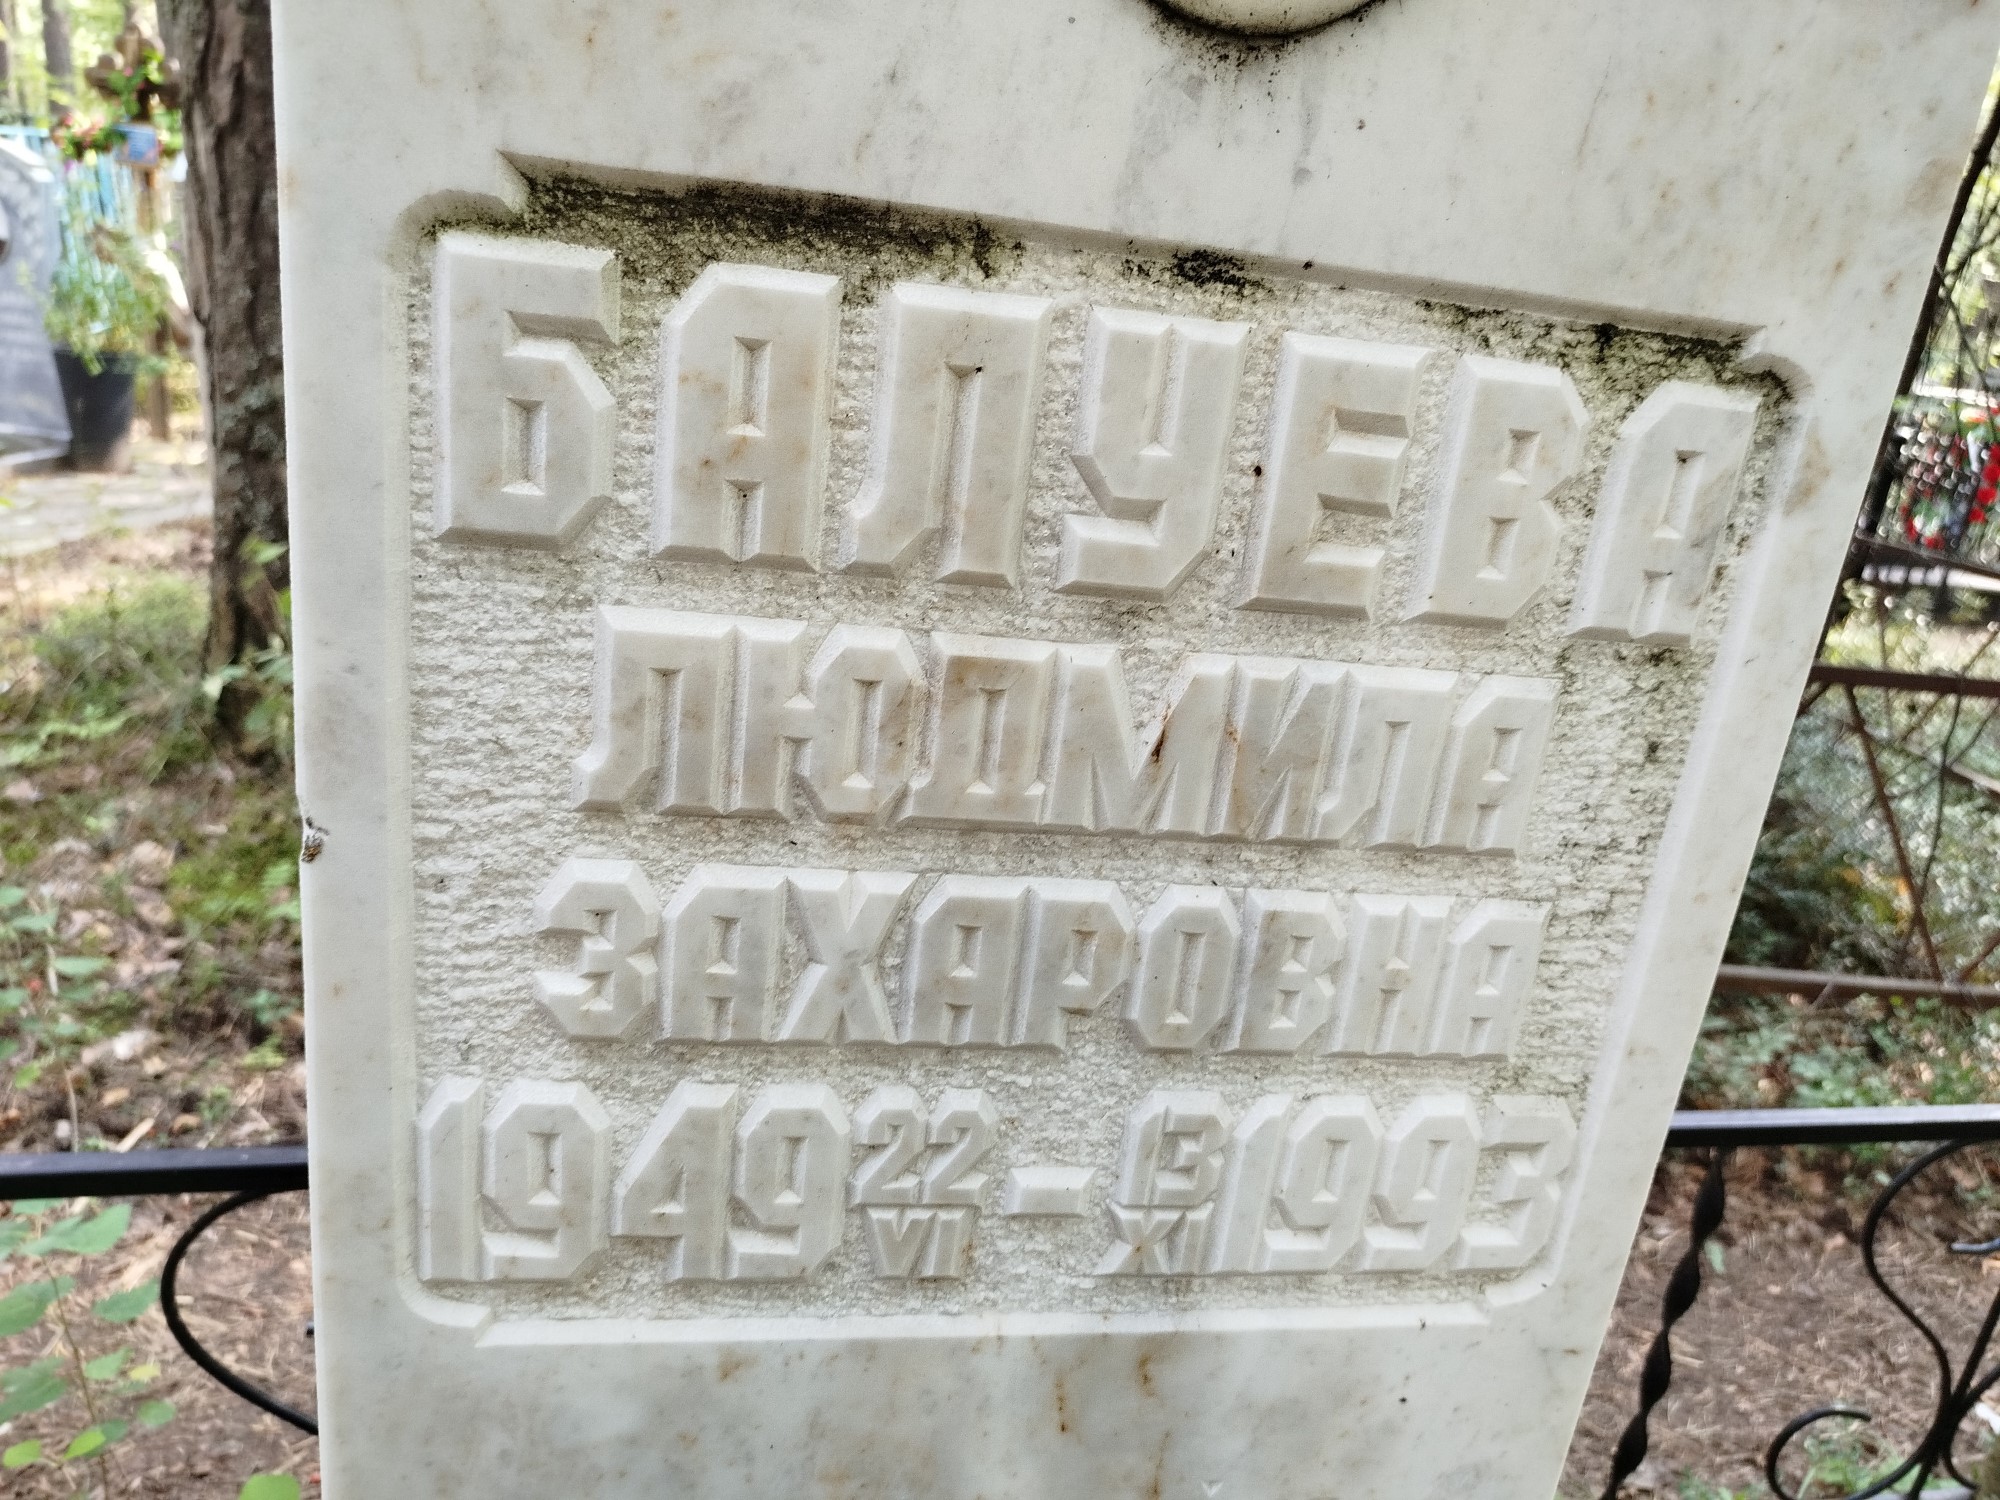 БАЛУЕВА
ЛЮДМИЛА
ЗАХАРОВНА
1949 22/VI - 13/XI 1993